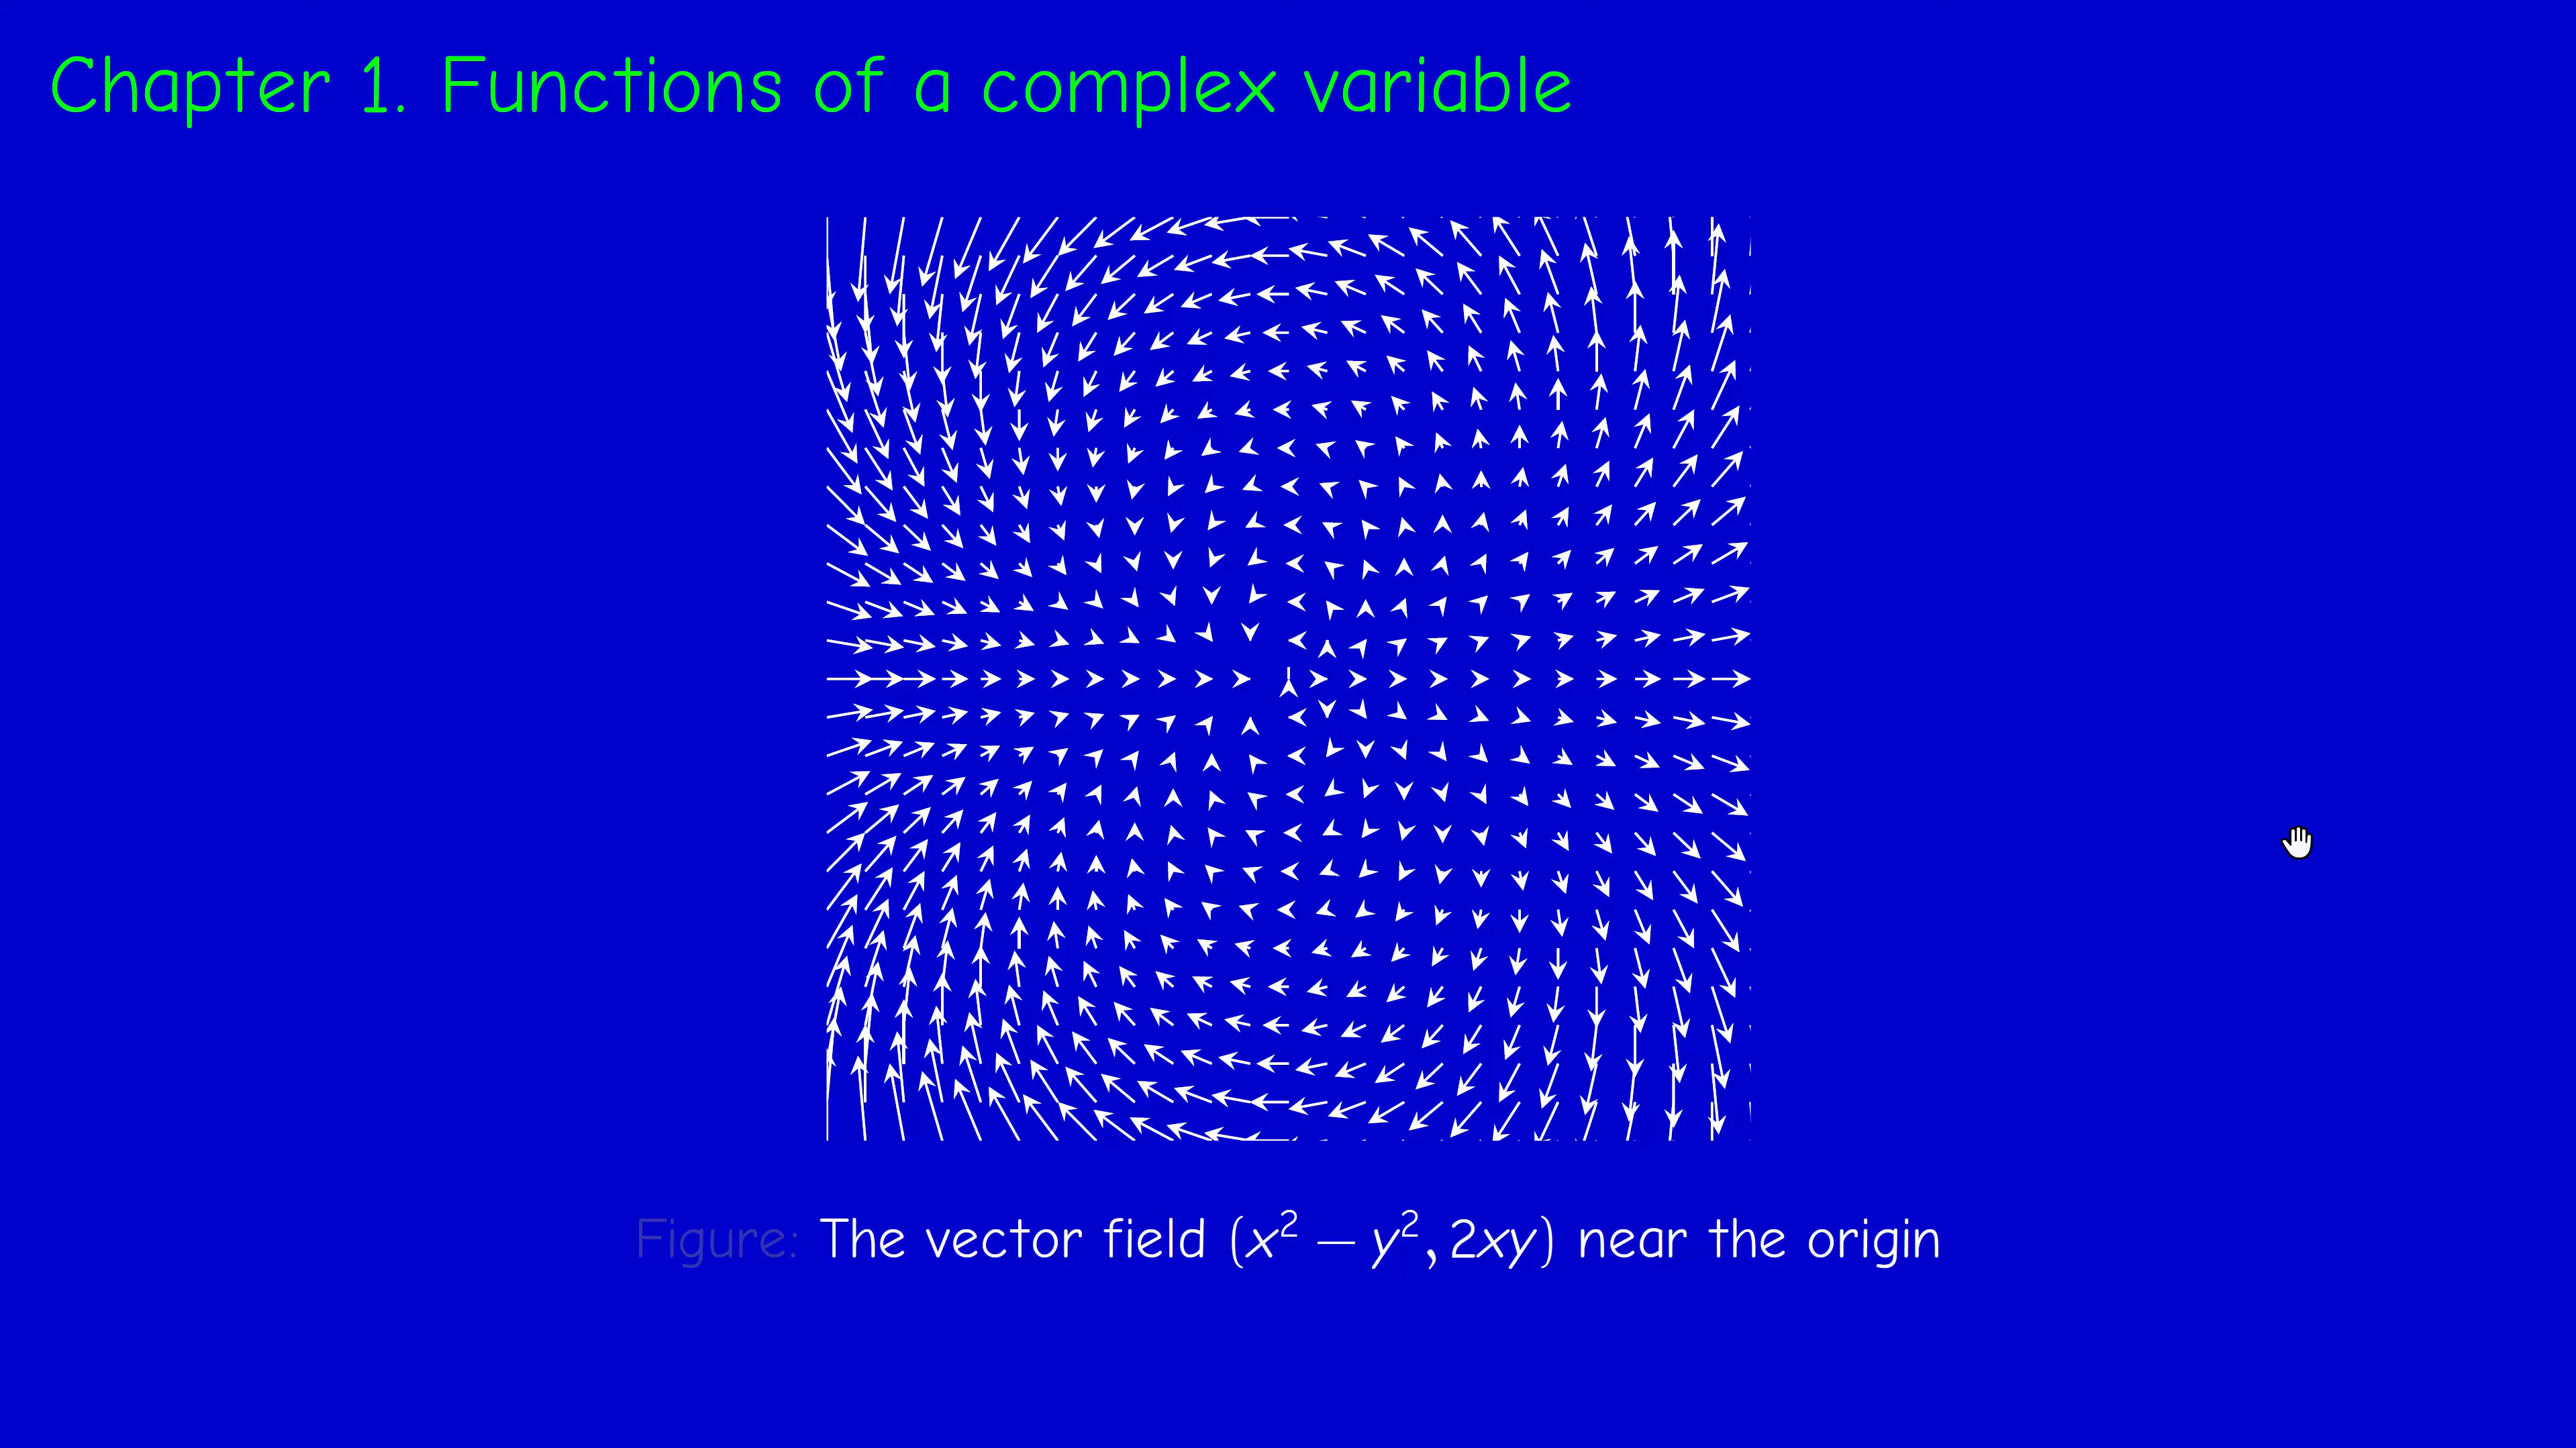 Chapter 1. Functions of a complex variable
Figure: The vector field (x² − y², 2xy) near the origin